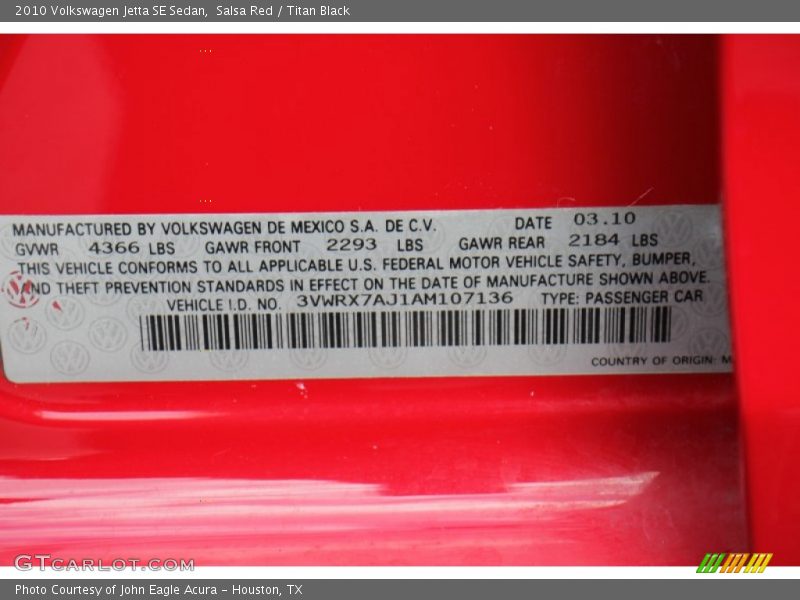 2010 Volkswagen Jetta SE Sedan,  Salsa Red / Titan Black
MANUFACTURED BY VOLKSWAGEN DE MEXICO S.A. DE C.V. DATE 03.10
GVWR 4366 LBS GAWR FRONT 2293 LBS GAWR REAR 2184 LBS
THIS VEHICLE CONFORMS TO ALL APPLICABLE U.S. FEDERAL MOTOR VEHICLE SAFETY, BUMPER,
AND THEFT PREVENTION STANDARDS IN EFFECT ON THE DATE OF MANUFACTURE SHOWN ABOVE.
VEHICLE I.D. NO. 3VWRX7AJ1AM107136 TYPE: PASSENGER CAR
COUNTRY OF ORIGIN: M
GTCARLOT.COM
Photo Courtesy of John Eagle Acura - Houston, TX